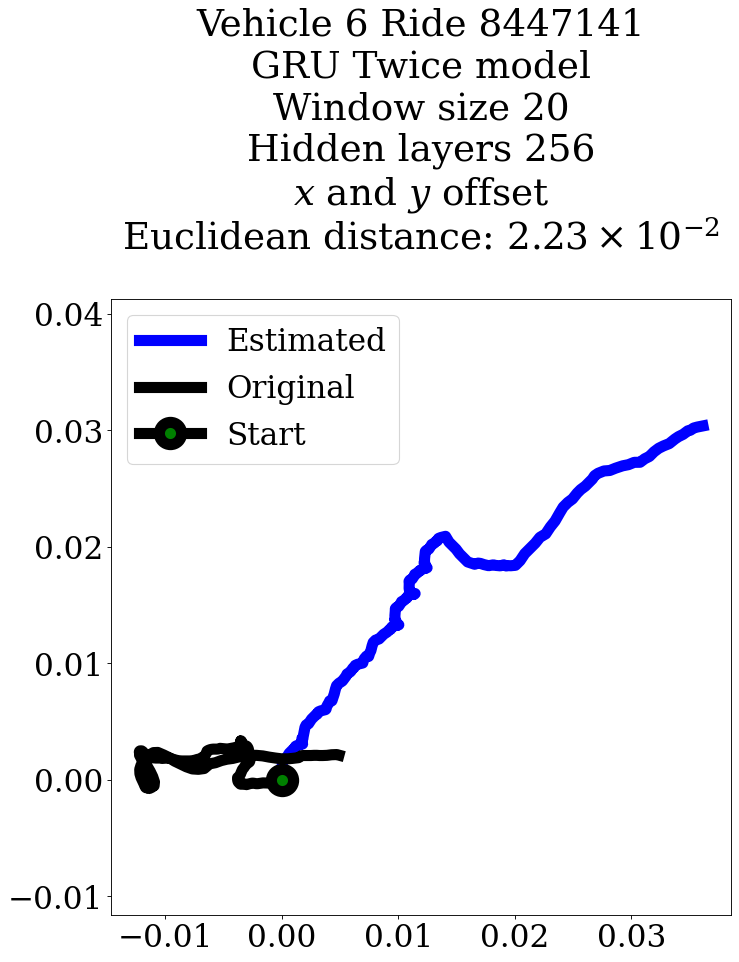 Vehicle 6 Ride 8447141
GRU Twice model
Window size 20
Hidden layers 256
x and y offset
Euclidean distance: 2.23 × 10⁻²
0.04
0.03
0.02
0.01
0.00
−0.01
Estimated
Original
Start
−0.01 0.00 0.01 0.02 0.03